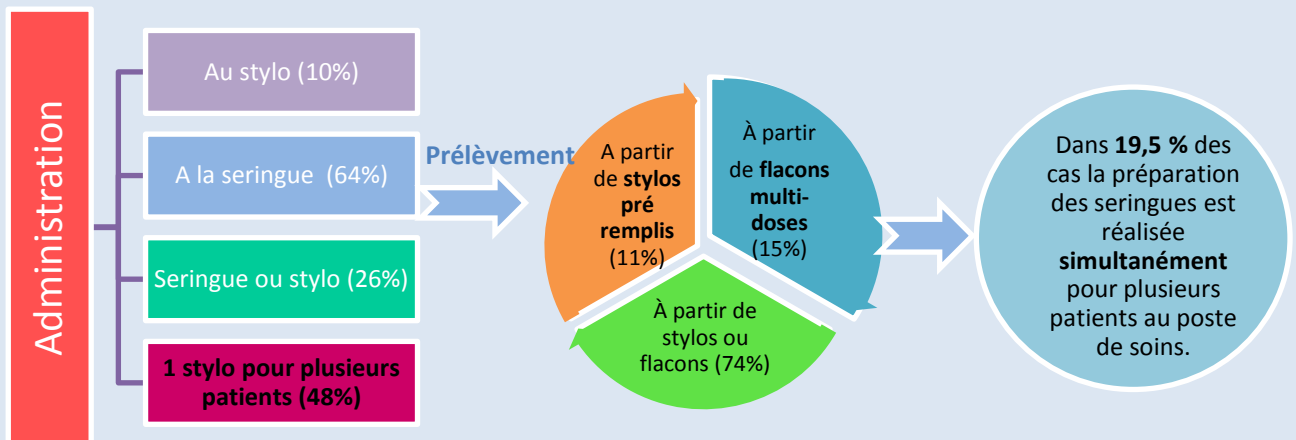 Administration
Au stylo (10%)
A la seringue (64%)
Seringue ou stylo (26%)
1 stylo pour plusieurs
patients (48%)
Prélèvement
A partir
de stylos
pré
remplis
(11%)
À partir
de flacons
multi-
doses
(15%)
À partir de
stylos ou
flacons (74%)
Dans 19,5 % des
cas la préparation
des seringues est
réalisée
simultanément
pour plusieurs
patients au poste
de soins.